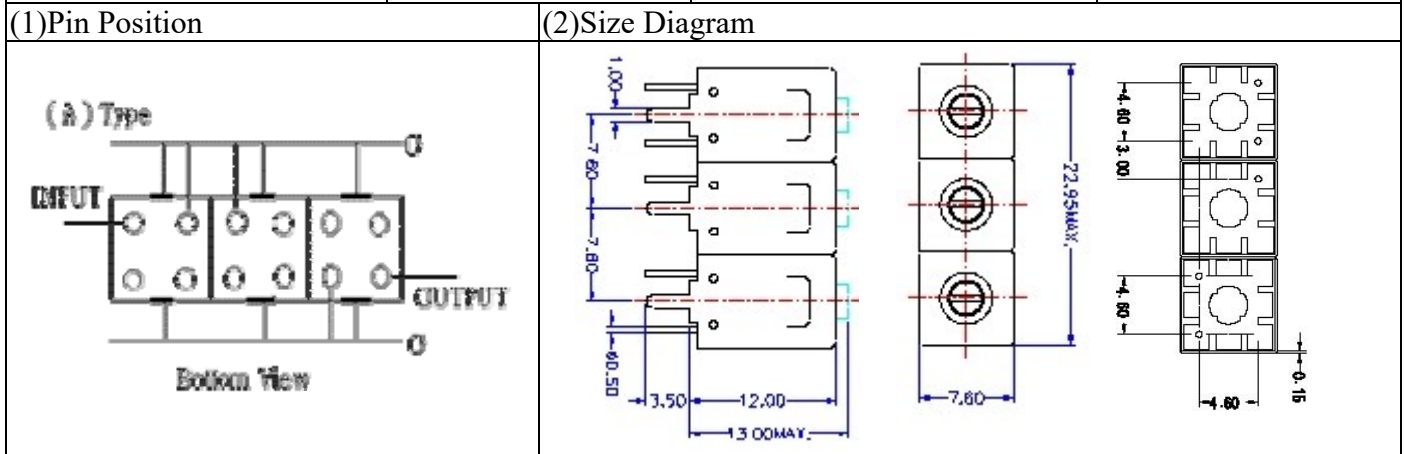 (1)Pin Position
(2)Size Diagram
(A) Type
G
INPUT
OUTPUT
G
Bottom View
1.00
7.60
7.60
ϕ0.50
3.50
12.00
13.00MAX.
22.95MAX.
7.60
4.60
3.00
4.60
4.60
0.15